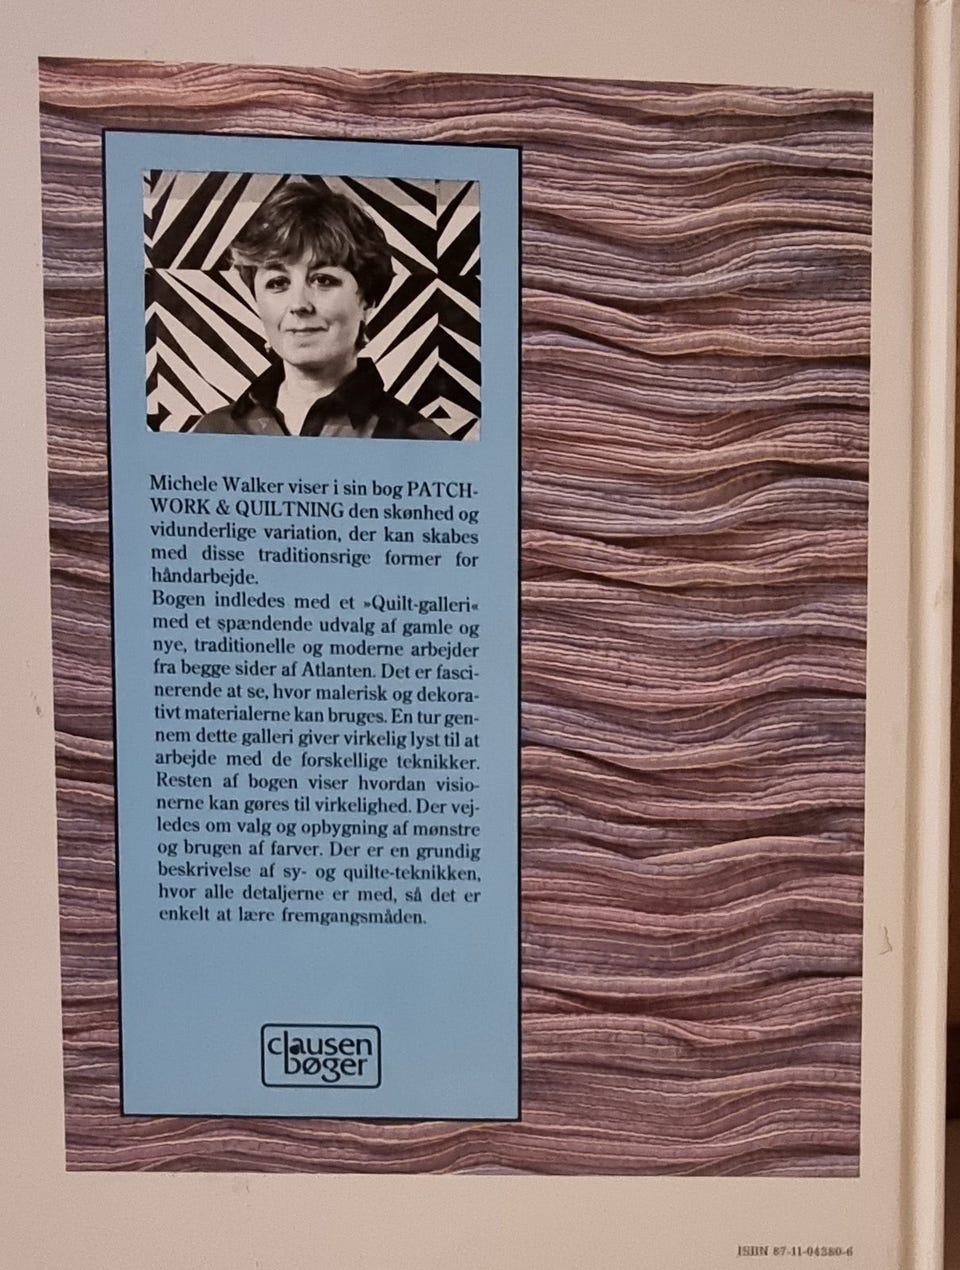 Michele Walker viser i sin bog PATCH-
WORK & QUILTNING den skønhed og
vidunderlige variation, der kan skabes
med disse traditionsrige former for
håndarbejde.
Bogen indledes med et »Quilt-galleri«
med et spændende udvalg af gamle og
nye, traditionelle og moderne arbejder
fra begge sider af Atlanten. Det er fasci-
nerende at se, hvor malerisk og dekora-
tivt materialerne kan bruges. En tur gen-
nem dette galleri giver virkelig lyst til at
arbejde med de forskellige teknikker.
Resten af bogen viser hvordan visio-
nerne kan gøres til virkelighed. Der vej-
ledes om valg og opbygning af mønstre
og brugen af farver. Der er en grundig
beskrivelse af sy- og quilte-teknikken,
hvor alle detaljerne er med, så det er
enkelt at lære fremgangsmåden.
clausen
bøger
ISBN 87-11-04380-6